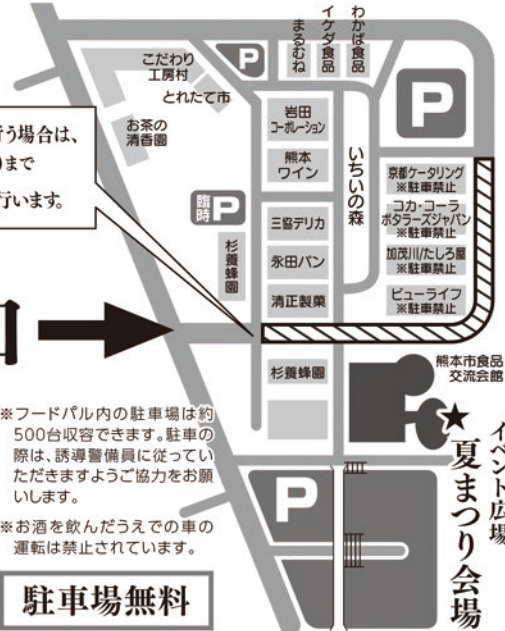 わかば食品
イケダ食品
まるむね
こだわり
工房村
とれたて市
P
P
お茶の
清香園
岩田
コーポレーション
熊本
ワイン
いちいの森
う場合は、
まで
行います。
臨時
P
杉養蜂園
三協デリカ
永田パン
清正製菓
京都ケータリング
※駐車禁止
コカ・コーラ
ボタラーズジャパン
※駐車禁止
加茂川/たしろ屋
※駐車禁止
ビューライフ
※駐車禁止
杉養蜂園
熊本市食品
交流会館
※フードパル内の駐車場は約
500台収容できます。駐車の
際は、誘導警備員に従ってい
ただきますようご協力をお願
いします。
※お酒を飲んだうえでの車の
運転は禁止されています。
駐車場無料
P
イベント広場
★夏まつり会場